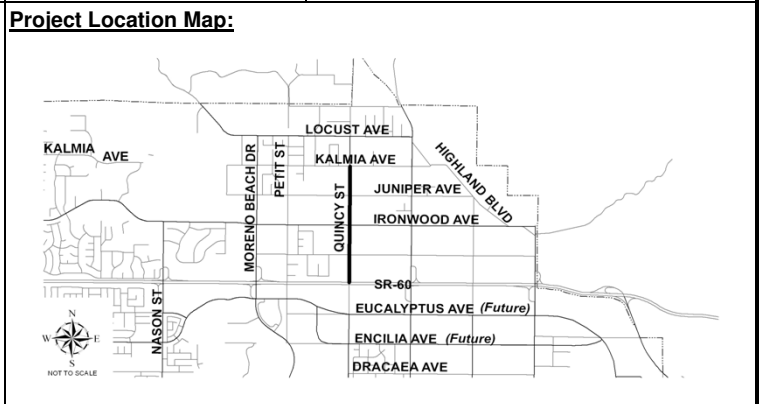 Project Location Map:
LOCUST AVE
KALMIA AVE
KALMIA AVE
HIGHLAND BLVD
MORENO BEACH DR
PETIT ST
QUINCY ST
JUNIPER AVE
IRONWOOD AVE
SR-60
NASON ST
EUCALYPTUS AVE (Future)
ENCILIA AVE (Future)
DRACAEA AVE
N
W E
S
NOT TO SCALE